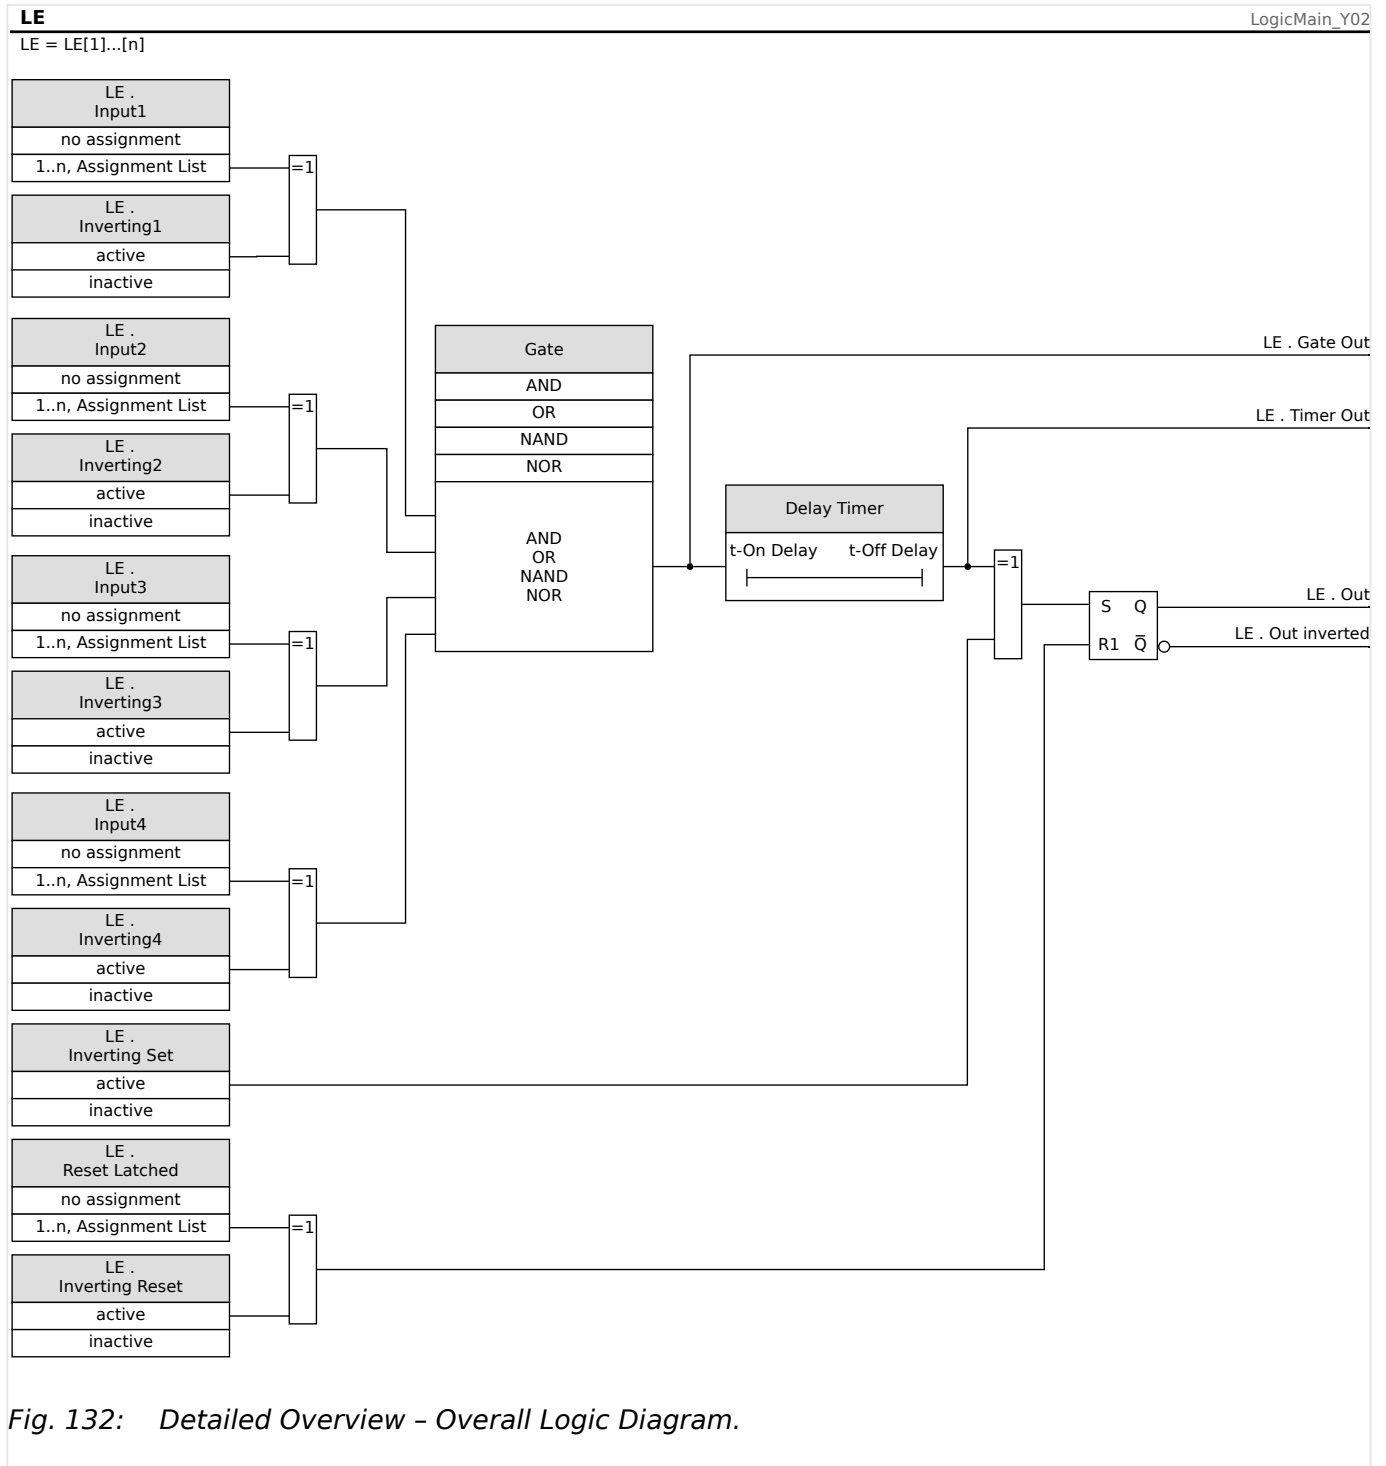 LE
LogicMain_Y02
LE = LE[1]...[n]
LE .
Input1
no assignment
1..n, Assignment List
=1
LE .
Inverting1
active
inactive
LE .
Input2
no assignment
1..n, Assignment List
=1
LE .
Inverting2
active
inactive
LE .
Input3
no assignment
1..n, Assignment List
=1
LE .
Inverting3
active
inactive
LE .
Input4
no assignment
1..n, Assignment List
=1
LE .
Inverting4
active
inactive
LE .
Inverting Set
active
inactive
LE .
Reset Latched
no assignment
1..n, Assignment List
=1
LE .
Inverting Reset
active
inactive
Gate
AND
OR
NAND
NOR
AND
OR
NAND
NOR
Delay Timer
t-On Delay t-Off Delay
=1
S Q
R1 Q̅
LE . Gate Out
LE . Timer Out
LE . Out
LE . Out inverted
Fig. 132: Detailed Overview – Overall Logic Diagram.